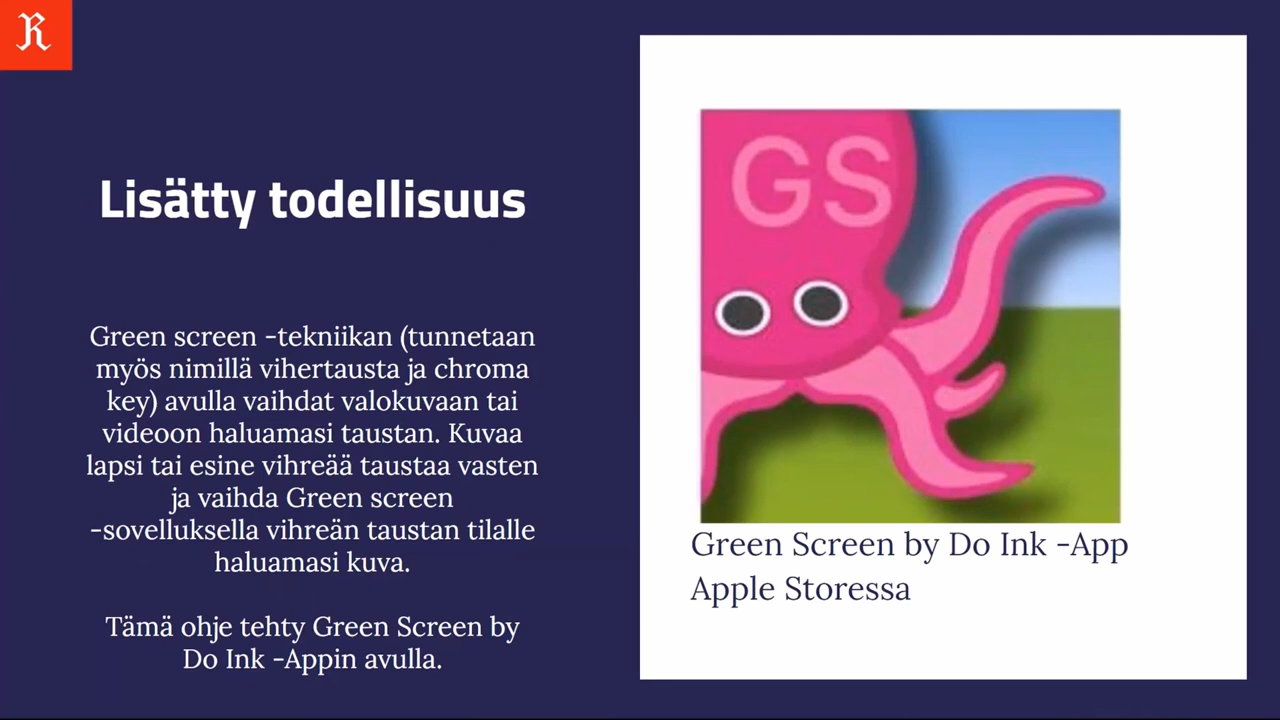 R
Lisätty todellisuus
Green screen -tekniikan (tunnetaan
myös nimillä vihertausta ja chroma
key) avulla vaihdat valokuvaan tai
videoon haluamasi taustan. Kuvaa
lapsi tai esine vihreää taustaa vasten
ja vaihda Green screen
-sovelluksella vihreän taustan tilalle
haluamasi kuva.
Tämä ohje tehty Green Screen by
Do Ink -Appin avulla.
GS
Green Screen by Do Ink -App
Apple Storessa